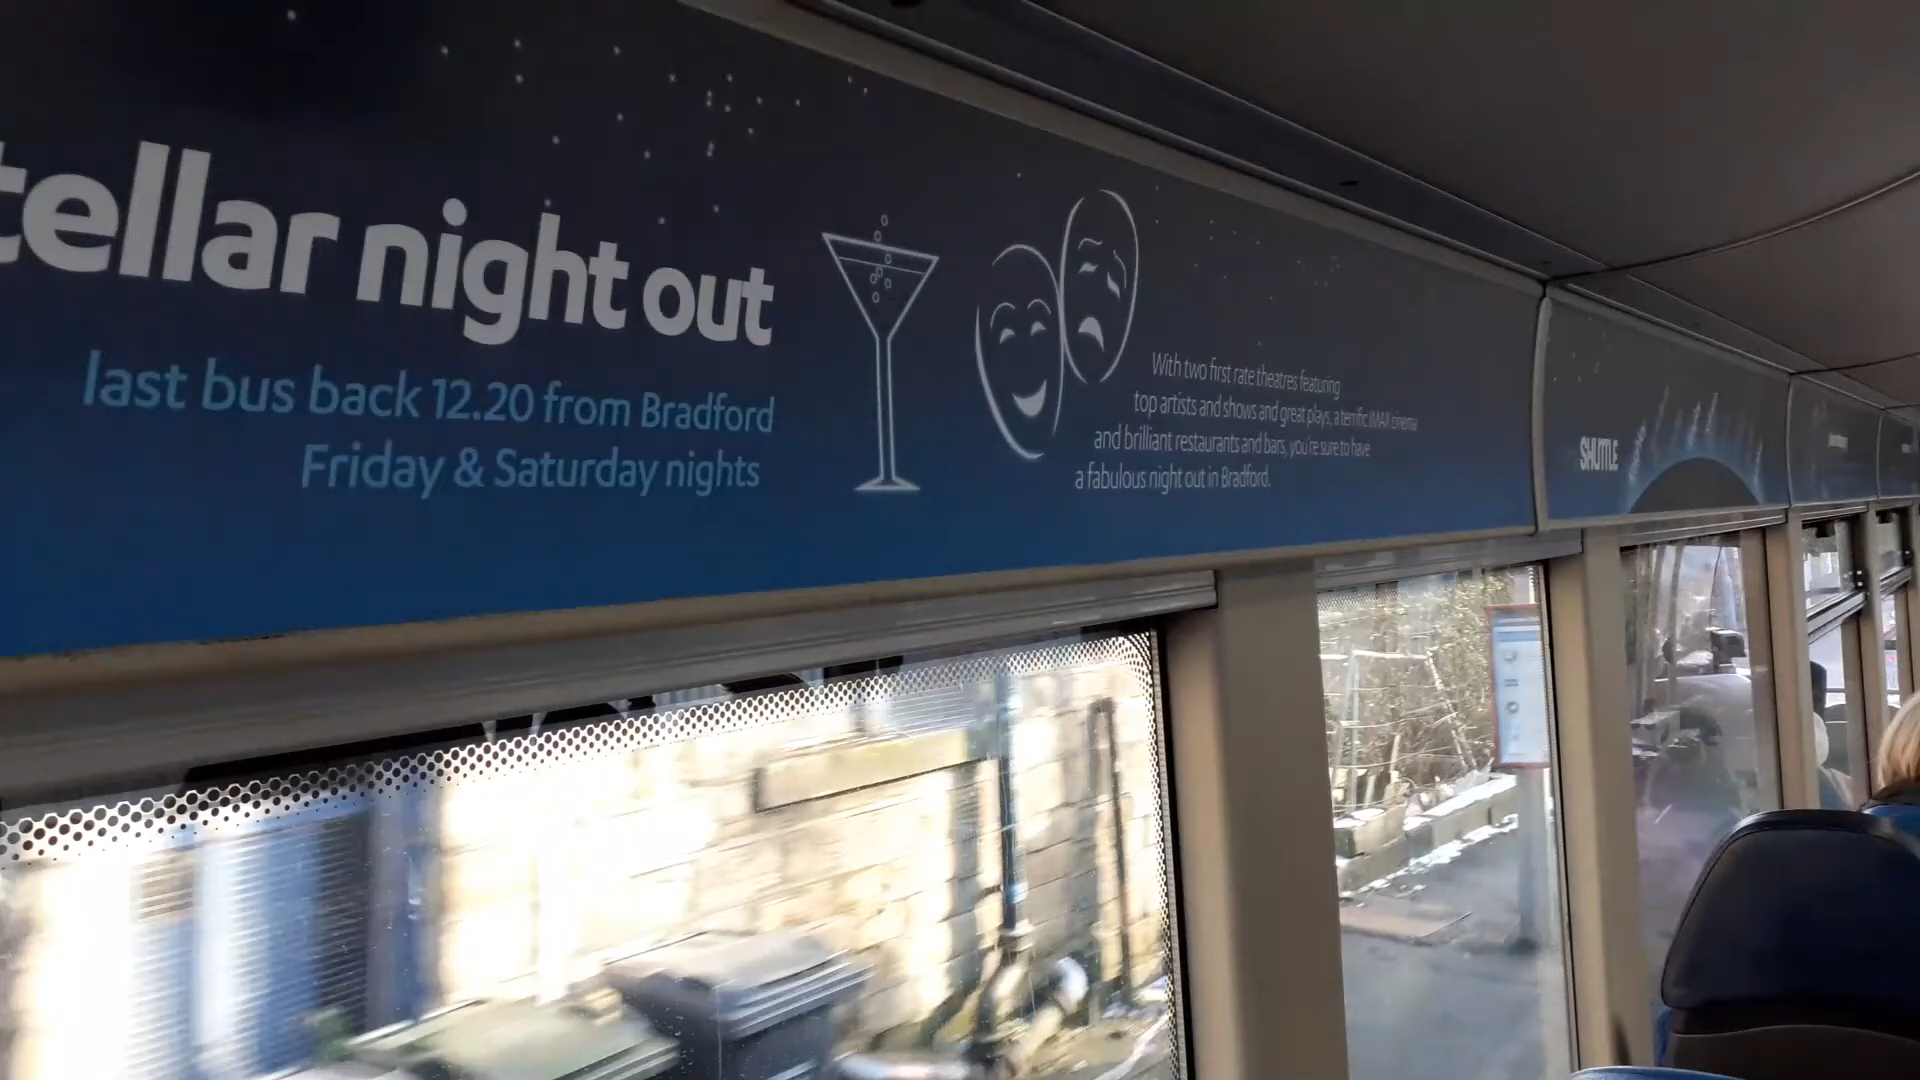 tellar night out
last bus back 12.20 from Bradford
Friday & Saturday nights
With two first rate theatres featuring
top artists and shows and great plays, a terrific IMAX cinema
and brilliant restaurants and bars, you're sure to have
a fabulous night out in Bradford.
SHUTTLE